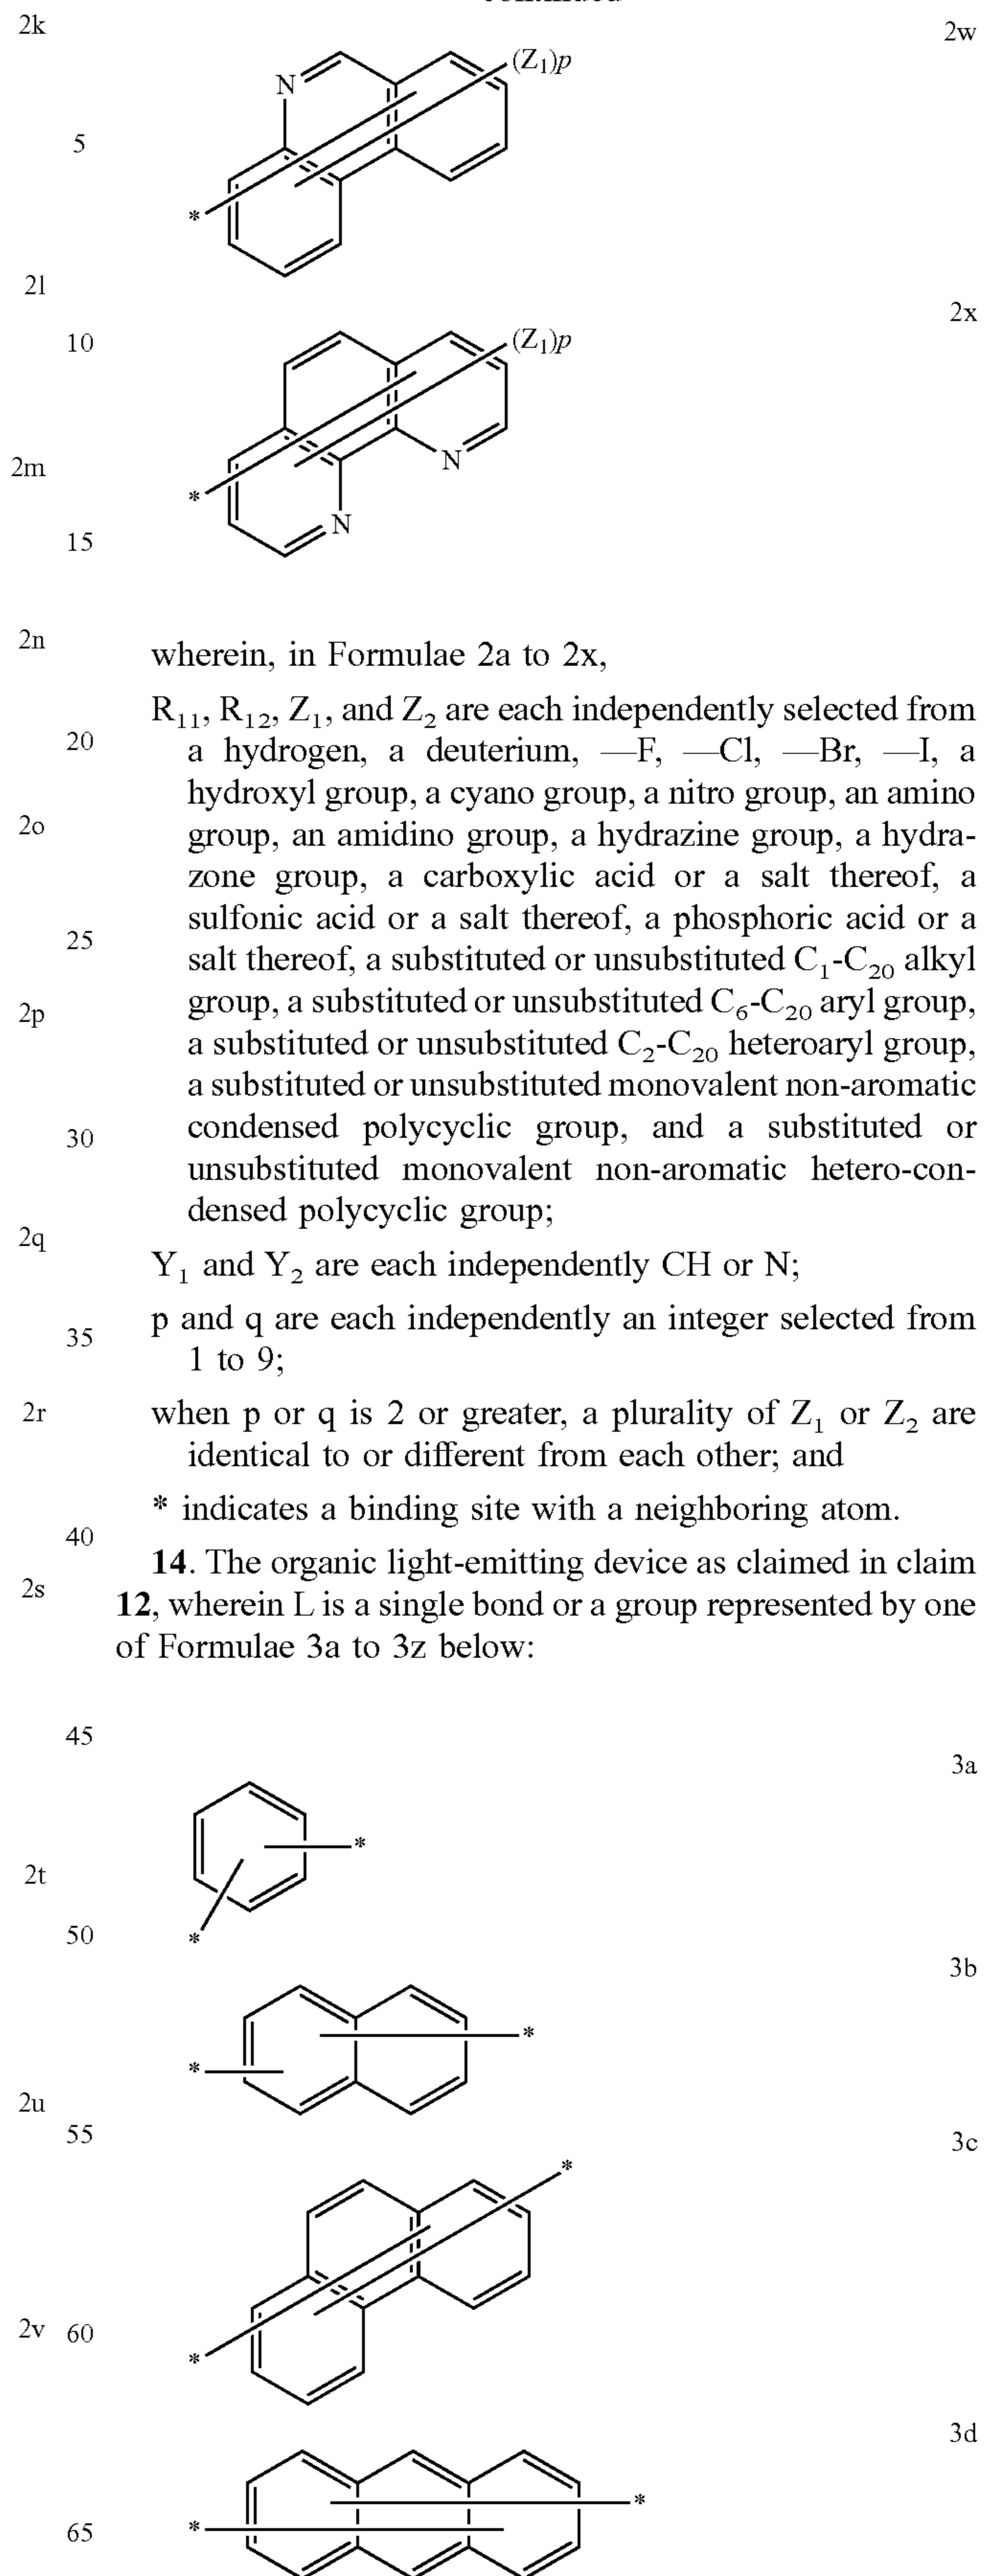 2k
2w
N
(Z₁)p
5
*
2l
2x
10
(Z₁)p
2m
N
*
N
15
2n
wherein, in Formulae 2a to 2x,
R₁₁, R₁₂, Z₁, and Z₂ are each independently selected from
20
a hydrogen, a deuterium, —F, —Cl, —Br, —I, a
hydroxyl group, a cyano group, a nitro group, an amino
2o
group, an amidino group, a hydrazine group, a hydra-
zone group, a carboxylic acid or a salt thereof, a
sulfonic acid or a salt thereof, a phosphoric acid or a
25
salt thereof, a substituted or unsubstituted C₁-C₂₀ alkyl
2p
group, a substituted or unsubstituted C₆-C₂₀ aryl group,
a substituted or unsubstituted C₂-C₂₀ heteroaryl group,
a substituted or unsubstituted monovalent non-aromatic
30
condensed polycyclic group, and a substituted or
unsubstituted monovalent non-aromatic hetero-con-
densed polycyclic group;
2q
Y₁ and Y₂ are each independently CH or N;
35
p and q are each independently an integer selected from
1 to 9;
2r
when p or q is 2 or greater, a plurality of Z₁ or Z₂ are
identical to or different from each other; and
* indicates a binding site with a neighboring atom.
40
14. The organic light-emitting device as claimed in claim
2s
12, wherein L is a single bond or a group represented by one
of Formulae 3a to 3z below:
45
3a
*
2t
50
*
3b
*
*
2u
55
3c
*
2v
60
*
3d
*
65
*